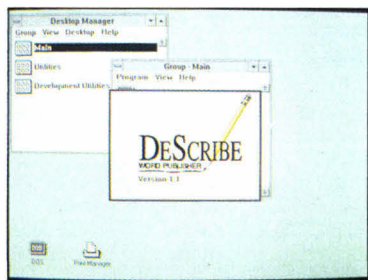 Desktop Manager
Group View Desktop Help
Main
Utilities
Development Utilities
Group - Main
Program View Help
DESCRIBE
WORD PUBLISHER
Version 1.1
DOS
Print Manager